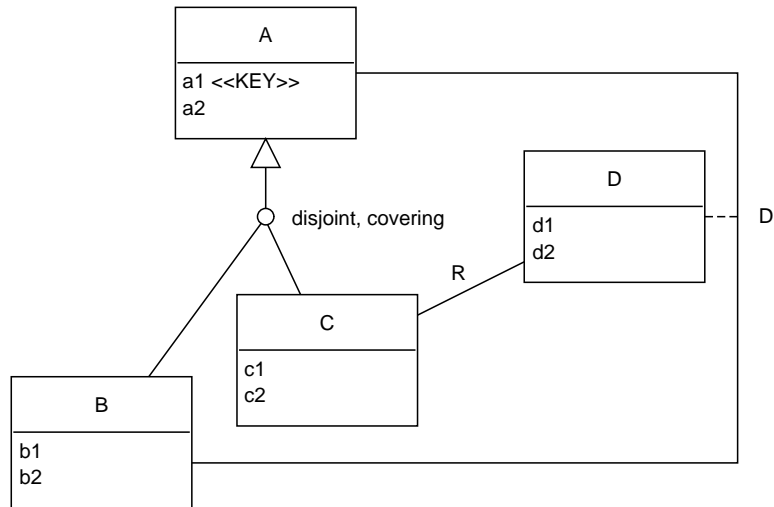 A
a1 <<KEY>>
a2
D
d1
d2
D
disjoint, covering
R
C
c1
c2
B
b1
b2